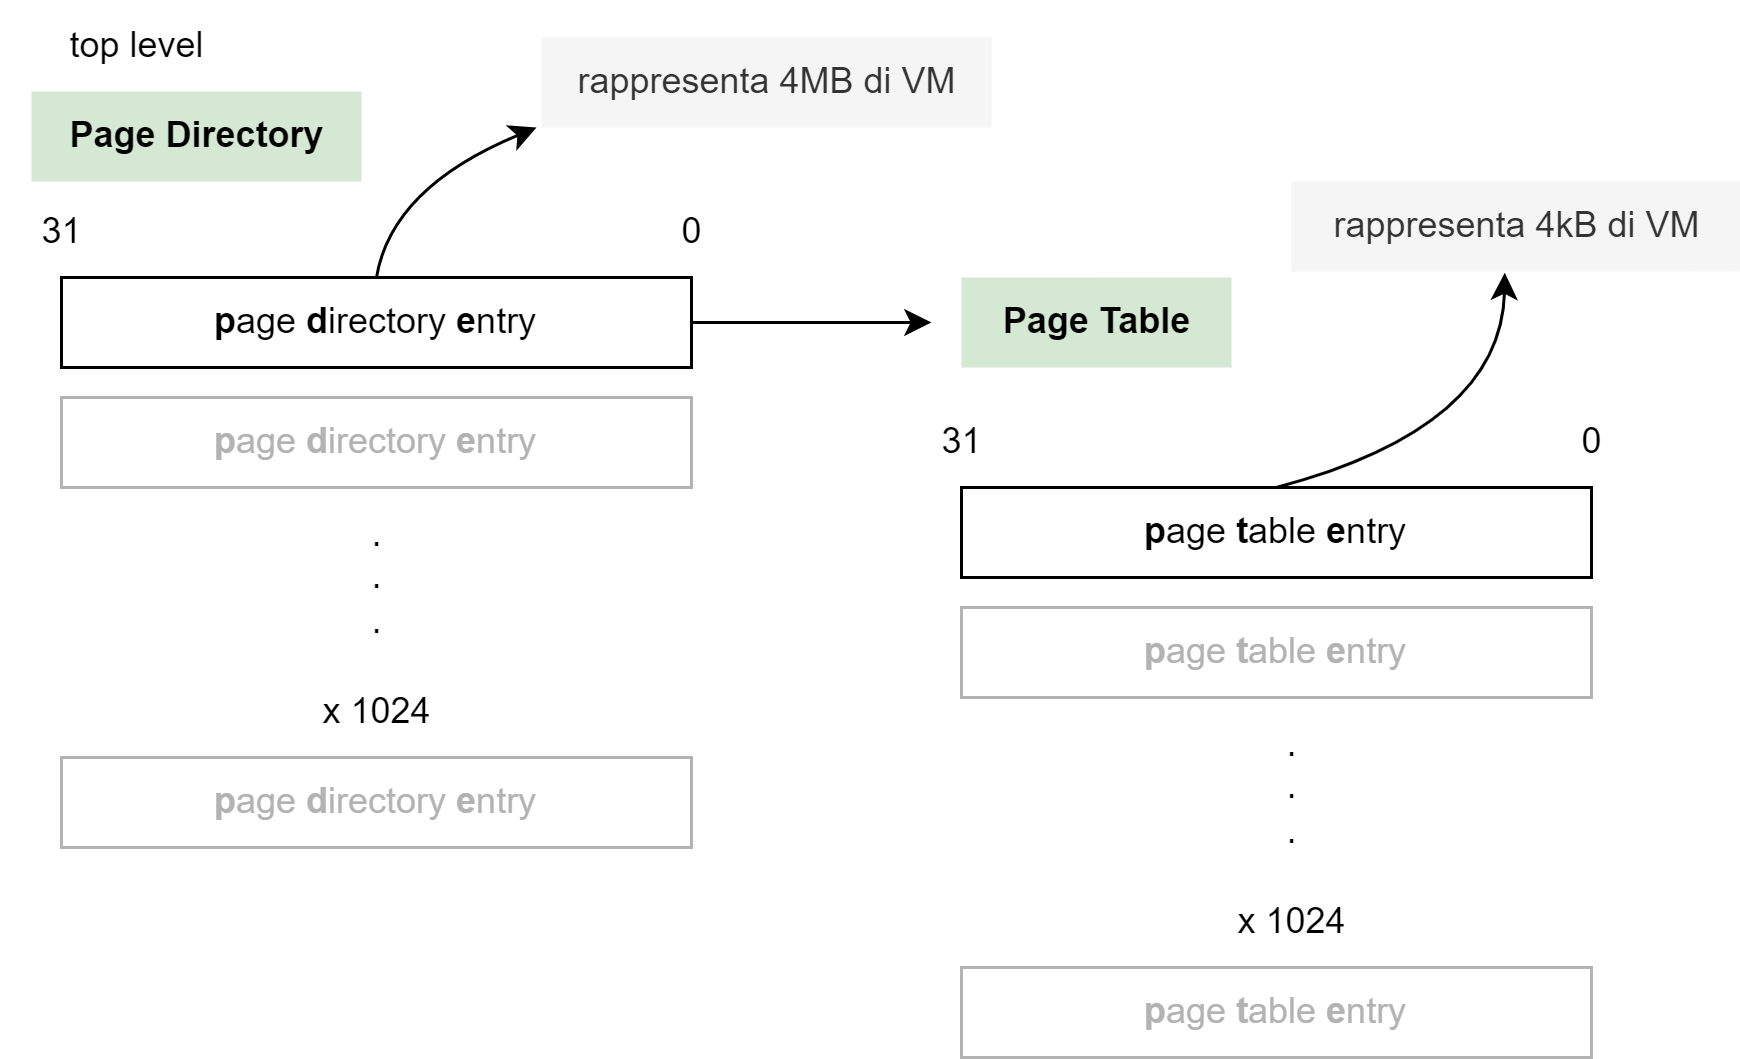 top level
rappresenta 4MB di VM
Page Directory
31
0
page directory entry
page directory entry
.
.
.
x 1024
page directory entry
rappresenta 4kB di VM
Page Table
31
0
page table entry
page table entry
.
.
.
x 1024
page table entry